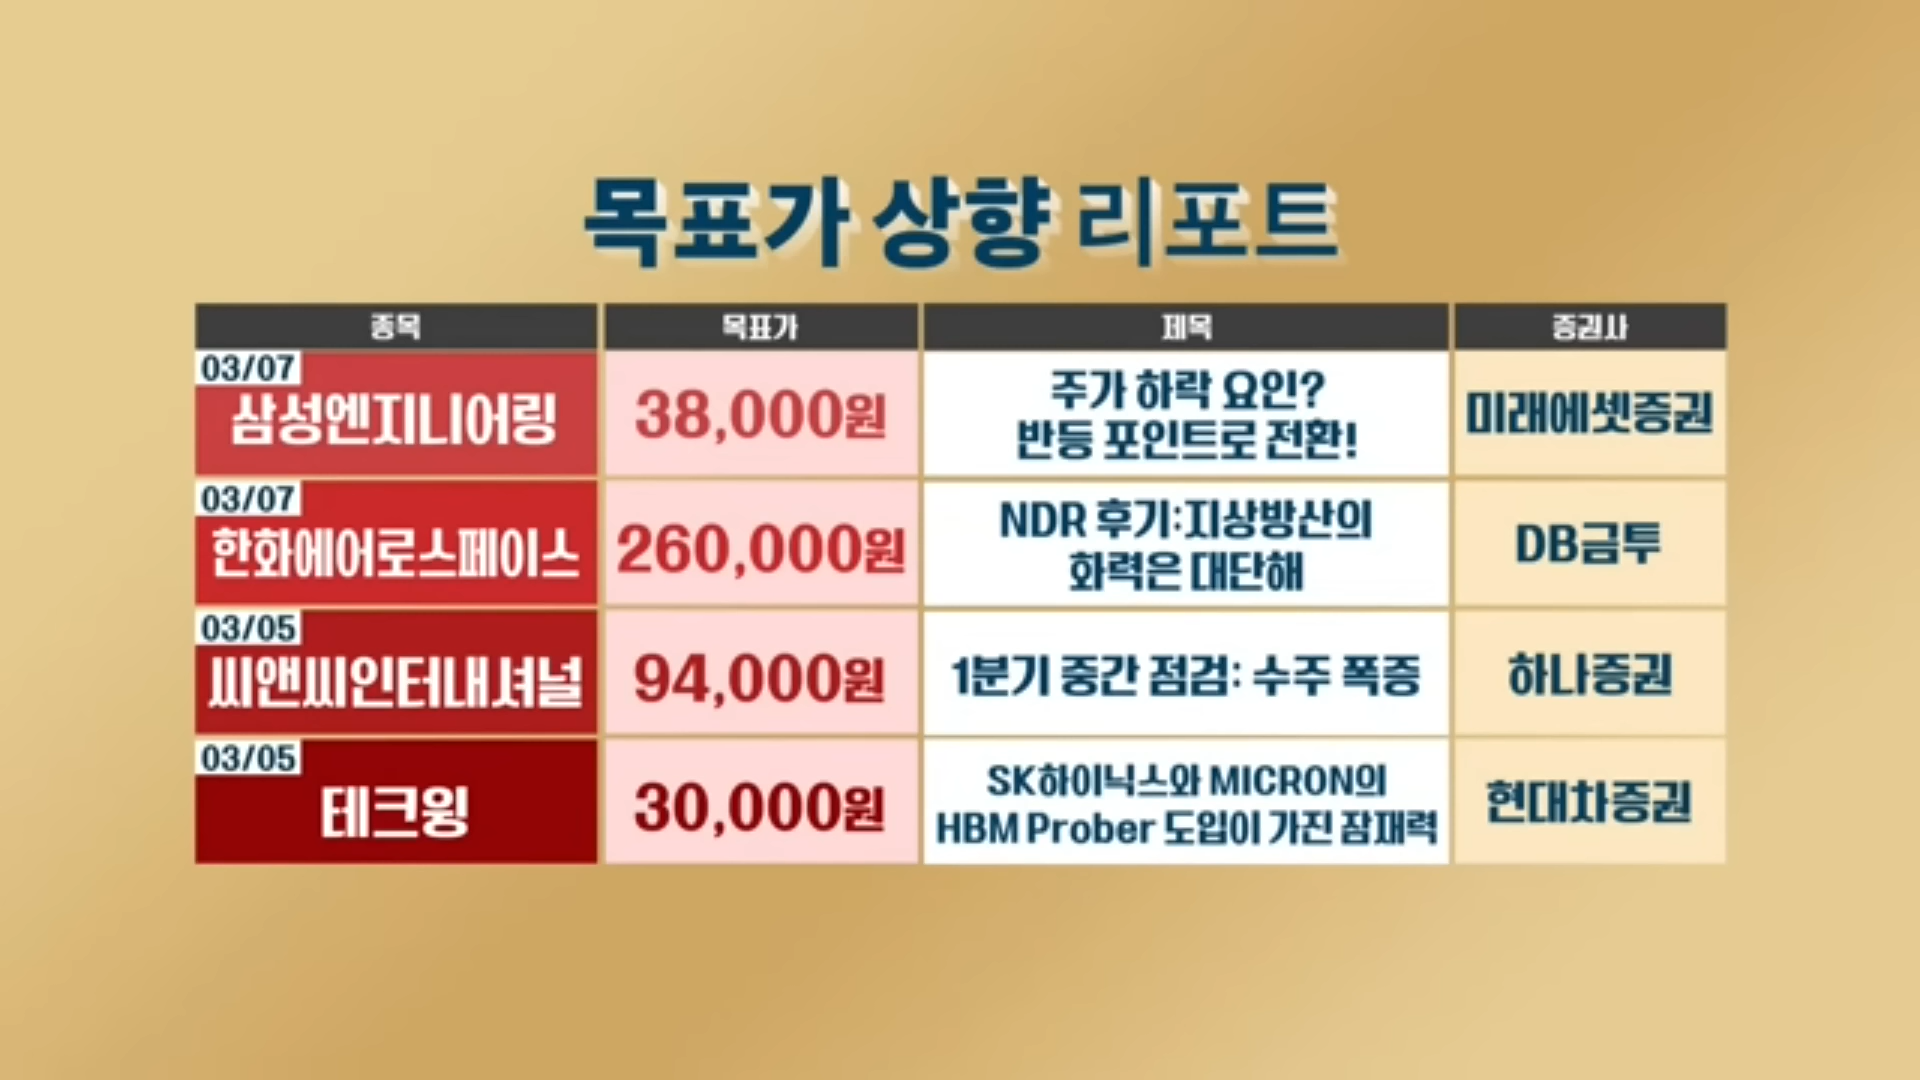 목표가 상향 리포트
종목 목표가 제목 증권사
03/07
삼성엔지니어링
38,000원
주가 하락 요인?
반등 포인트로 전환!
미래에셋증권
03/07
한화에어로스페이스
260,000원
NDR 후기:지상방산의
화력은 대단해
DB금투
03/05
씨앤씨인터내셔널
94,000원
1분기 중간 점검: 수주 폭증
하나증권
03/05
테크윙
30,000원
SK하이닉스와 MICRON의
HBM Prober 도입이 가진 잠재력
현대차증권